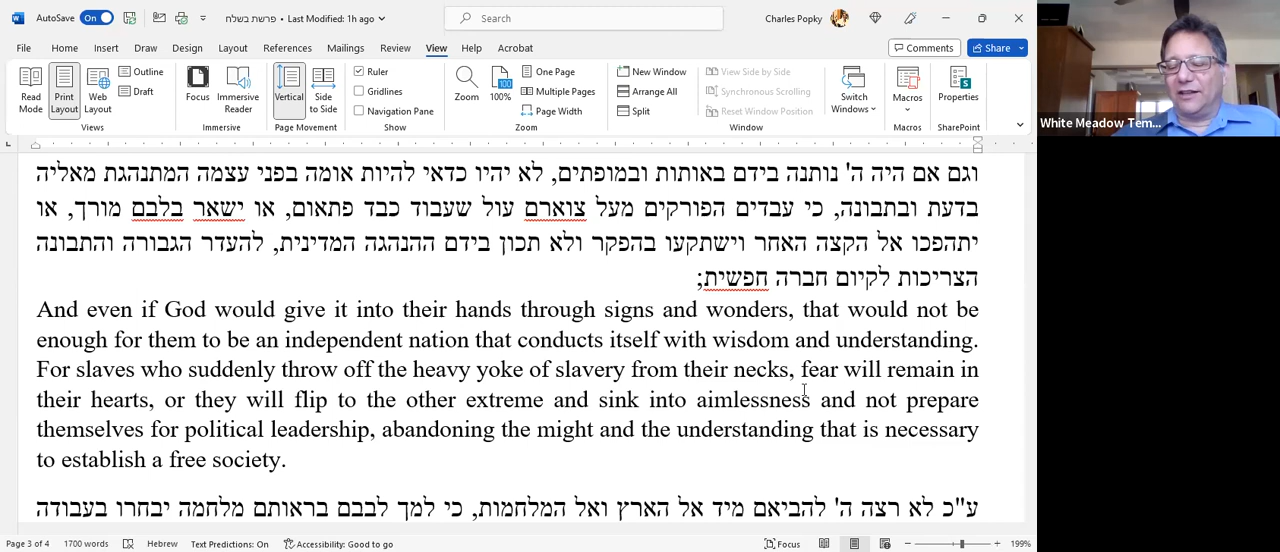 AutoSave On פרשת בשלח • Last Modified: 1h ago Search Charles Popky
File Home Insert Draw Design Layout References Mailings Review View Help Acrobat Comments Share
Read Mode
Print Layout
Web Layout
Outline
Draft
Views
Focus
Immersive Reader
Immersive
Vertical
Side to Side
Page Movement
Ruler
Gridlines
Navigation Pane
Show
Zoom
100
100%
One Page
Multiple Pages
Page Width
Zoom
New Window
Arrange All
Split
View Side by Side
Synchronous Scrolling
Reset Window Position
Switch Windows
Window
Macros
Macros
Properties
SharePoint
White Meadow Tem...
וגם אם היה ה' נותנה בידם באותות ובמופתים, לא יהיו כדאי להיות אומה בפני עצמה המתנהגת מאליה
בדעת ובתבונה, כי עבדים הפורקים מעל צוארם עול שעבוד כבד פתאום, או ישאר בלבם מורך, או
יתהפכו אל הקצה האחר וישתקעו בהפקר ולא תכון בידם ההנהגה המדינית, להעדר הגבורה והתבונה
הצריכות לקיום חברה חפשית;
And even if God would give it into their hands through signs and wonders, that would not be
enough for them to be an independent nation that conducts itself with wisdom and understanding.
For slaves who suddenly throw off the heavy yoke of slavery from their necks, fear will remain in
their hearts, or they will flip to the other extreme and sink into aimlessness and not prepare
themselves for political leadership, abandoning the might and the understanding that is necessary
to establish a free society.
ע"כ לא רצה ה' להביאם מיד אל הארץ ואל המלחמות, כי למך לבבם בראותם מלחמה יבחרו בעבודה
Page 3 of 4 1700 words Hebrew Text Predictions: On Accessibility: Good to go Focus 199%